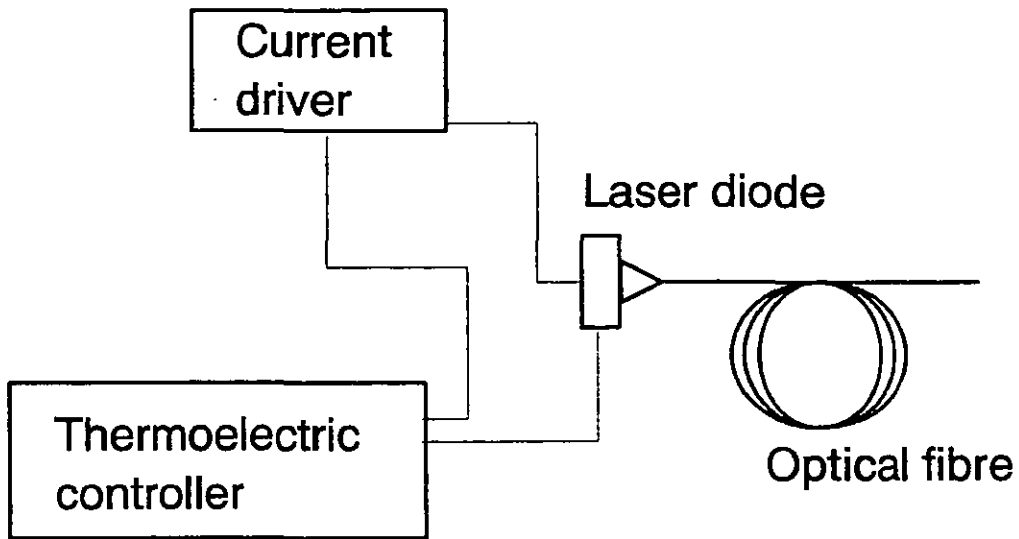 Current
driver
Laser diode
Thermoelectric
controller
Optical fibre